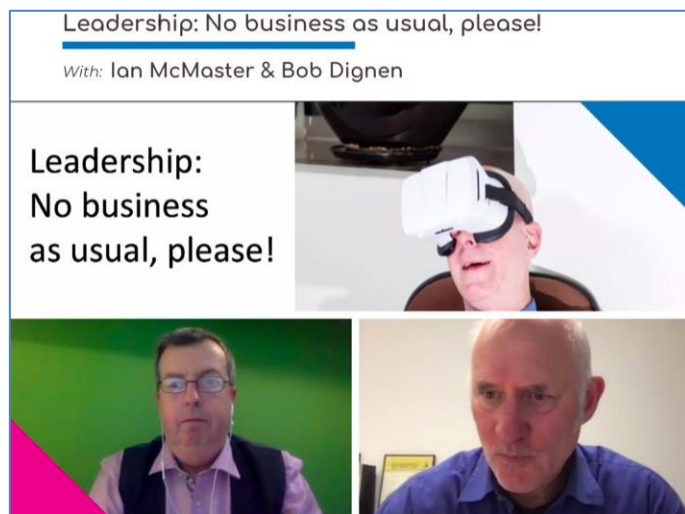 Leadership: No business as usual, please!
With: Ian McMaster & Bob Dignen
Leadership:
No business
as usual, please!